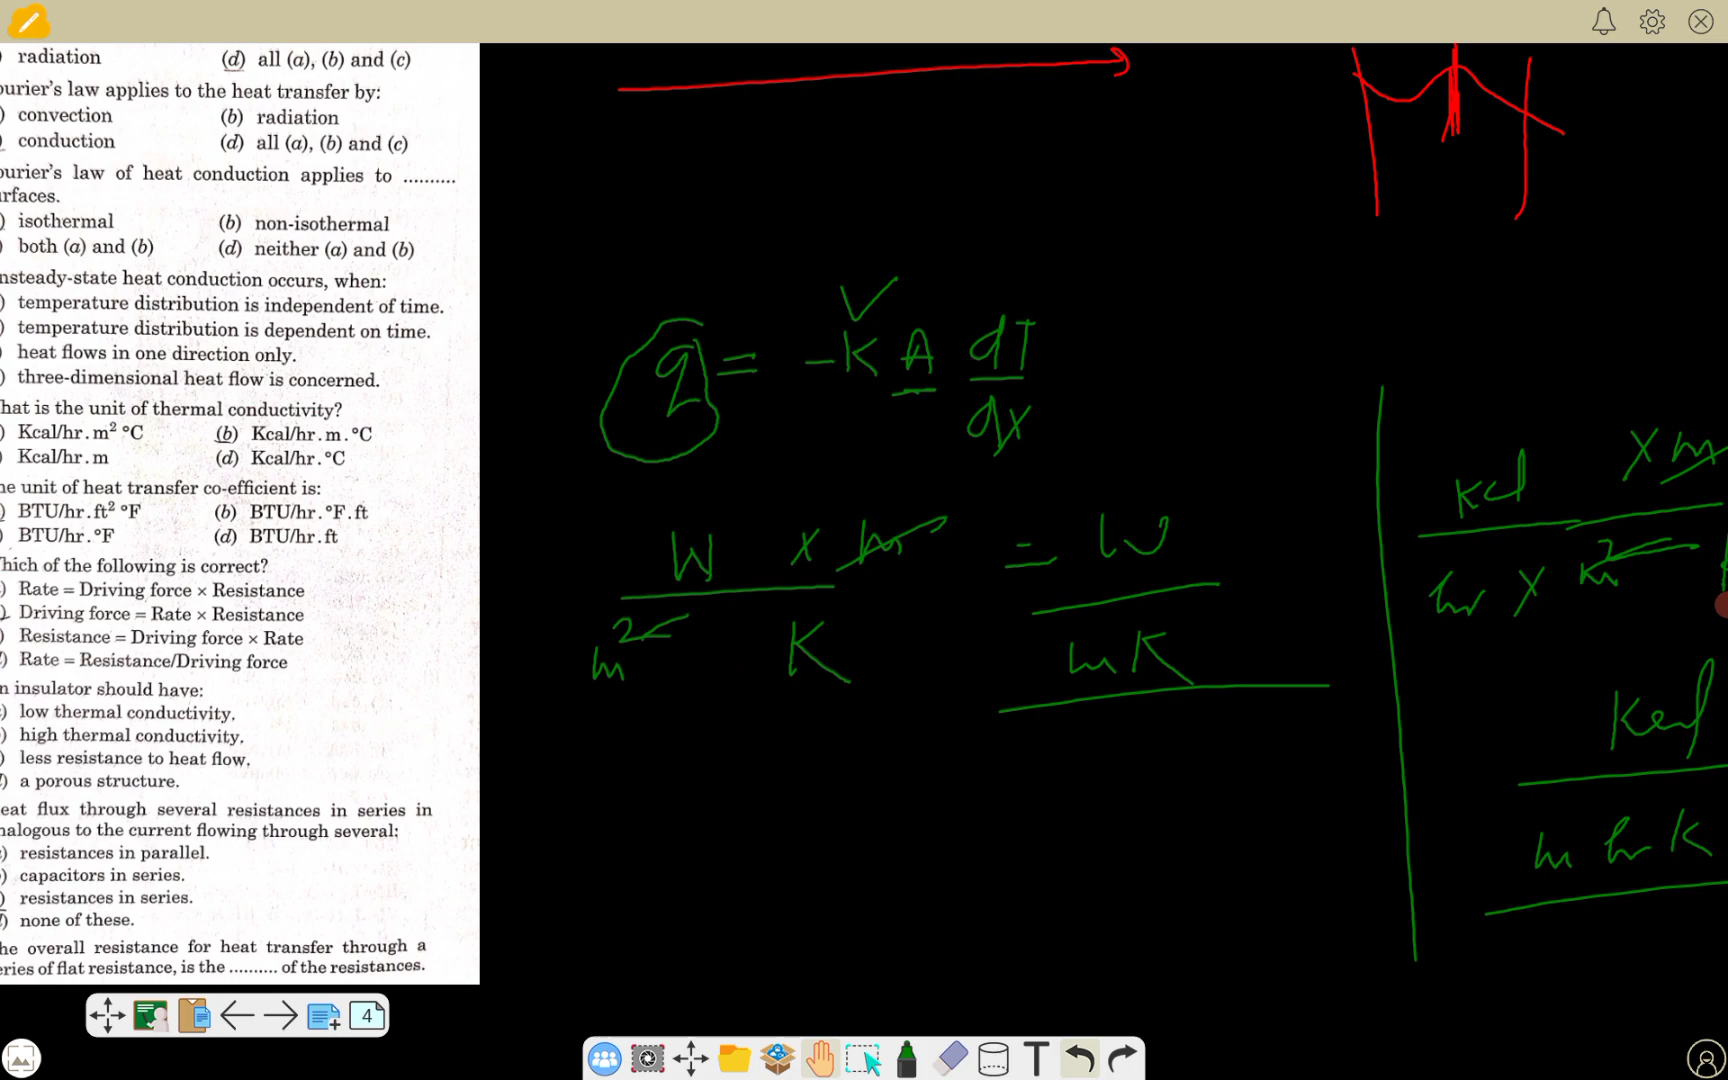 radiation (d) all (a), (b) and (c)
ourier's law applies to the heat transfer by:
) convection (b) radiation
conduction (d) all (a), (b) and (c)
ourier's law of heat conduction applies to ..........
rfaces.
) isothermal (b) non-isothermal
) both (a) and (b) (d) neither (a) and (b)
nsteady-state heat conduction occurs, when:
) temperature distribution is independent of time.
) temperature distribution is dependent on time.
) heat flows in one direction only.
) three-dimensional heat flow is concerned.
hat is the unit of thermal conductivity?
) Kcal/hr. m² °C (b) Kcal/hr. m. °C
) Kcal/hr. m (d) Kcal/hr. °C
he unit of heat transfer co-efficient is:
) BTU/hr. ft² °F (b) BTU/hr. °F. ft
) BTU/hr. °F (d) BTU/hr. ft
hich of the following is correct?
) Rate = Driving force × Resistance
Driving force = Rate × Resistance
) Resistance = Driving force × Rate
) Rate = Resistance/Driving force
n insulator should have:
) low thermal conductivity.
) high thermal conductivity.
) less resistance to heat flow.
) a porous structure.
eat flux through several resistances in series in
nalogous to the current flowing through several:
) resistances in parallel.
) capacitors in series.
) resistances in series.
) none of these.
he overall resistance for heat transfer through a
eries of flat resistance, is the .......... of the resistances.
q = -K A dT
dx
W x m = W
m² K m K
Kcl x m
hr x m²
Kcal
m hr K
4
T